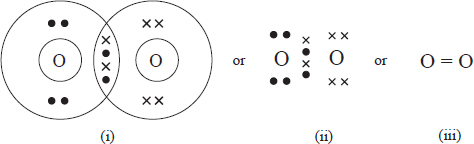 O O or O O or O = O
(i) (ii) (iii)